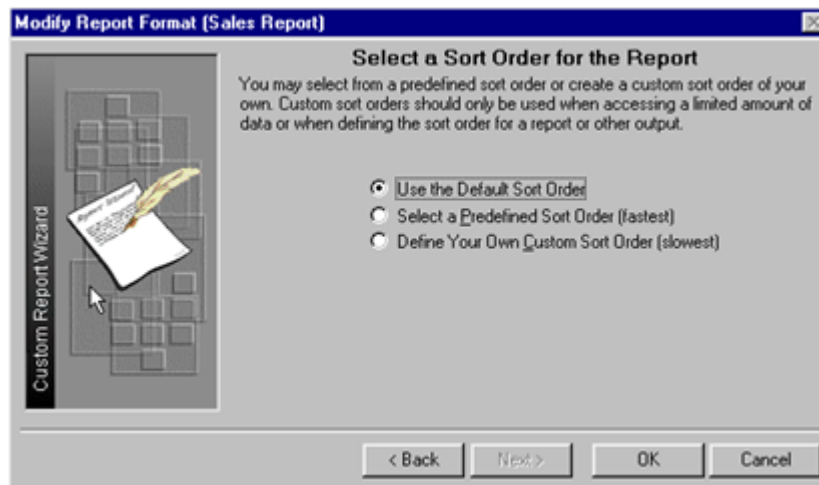 Modify Report Format (Sales Report)
Select a Sort Order for the Report
You may select from a predefined sort order or create a custom sort order of your
own. Custom sort orders should only be used when accessing a limited amount of
data or when defining the sort order for a report or other output.
Use the Default Sort Order
Select a Predefined Sort Order (fastest)
Define Your Own Custom Sort Order (slowest)
Custom Report Wizard
< Back
Next >
OK
Cancel